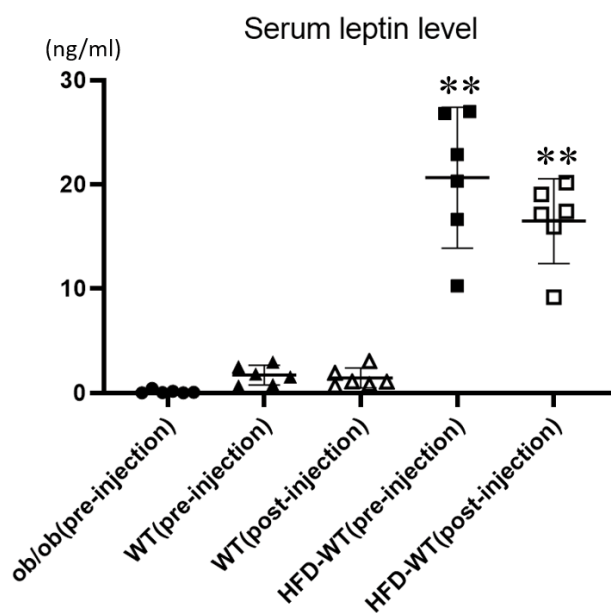 Serum leptin level
(ng/ml)
30
**
**
20
10
0
ob/ob(pre-injection)
WT(pre-injection)
WT(post-injection)
HFD-WT(pre-injection)
HFD-WT(post-injection)